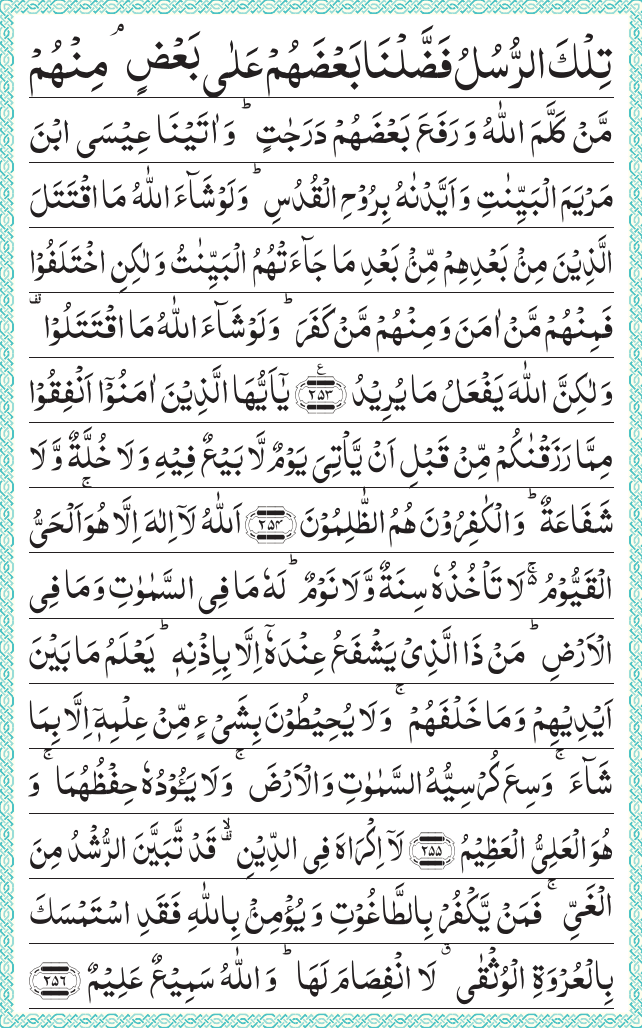 تِلْكَ الرُّسُلُ فَضَّلْنَا بَعْضَهُمْ عَلٰى بَعْضٍ ۘ مِنْهُمْ
مَّنْ كَلَّمَ اللّٰهُ وَ رَفَعَ بَعْضَهُمْ دَرَجٰتٍ ؕ وَ اٰتَیْنَا عِیْسَى ابْنَ
مَرْیَمَ الْبَیِّنٰتِ وَ اَیَّدْنٰهُ بِرُوْحِ الْقُدُسِ ؕ وَ لَوْ شَآءَ اللّٰهُ مَا اقْتَتَلَ
الَّذِیْنَ مِنْۢ بَعْدِهِمْ مِّنْۢ بَعْدِ مَا جَآءَتْهُمُ الْبَیِّنٰتُ وَ لٰكِنِ اخْتَلَفُوْا
فَمِنْهُمْ مَّنْ اٰمَنَ وَ مِنْهُمْ مَّنْ كَفَرَ ؕ وَ لَوْ شَآءَ اللّٰهُ مَا اقْتَتَلُوْا ۫
وَ لٰكِنَّ اللّٰهَ یَفْعَلُ مَا یُرِیْدُ ﴿۲۵۳﴾ ع یٰۤاَیُّهَا الَّذِیْنَ اٰمَنُوْۤا اَنْفِقُوْا
مِمَّا رَزَقْنٰكُمْ مِّنْ قَبْلِ اَنْ یَّاْتِیَ یَوْمٌ لَّا بَیْعٌ فِیْهِ وَ لَا خُلَّةٌ وَّ لَا
شَفَاعَةٌ ؕ وَ الْكٰفِرُوْنَ هُمُ الظّٰلِمُوْنَ ﴿۲۵۴﴾ اَللّٰهُ لَاۤ اِلٰهَ اِلَّا هُوَ ۚ اَلْحَیُّ
الْقَیُّوْمُ ۬ۚ لَا تَاْخُذُهٗ سِنَةٌ وَّ لَا نَوْمٌ ؕ لَهٗ مَا فِی السَّمٰوٰتِ وَ مَا فِی
الْاَرْضِ ؕ مَنْ ذَا الَّذِیْ یَشْفَعُ عِنْدَهٗۤ اِلَّا بِاِذْنِهٖ ؕ یَعْلَمُ مَا بَیْنَ
اَیْدِیْهِمْ وَ مَا خَلْفَهُمْ ۚ وَ لَا یُحِیْطُوْنَ بِشَیْءٍ مِّنْ عِلْمِهٖۤ اِلَّا بِمَا
شَآءَ ۚ وَسِعَ كُرْسِیُّهُ السَّمٰوٰتِ وَ الْاَرْضَ ۚ وَ لَا یَـُٔوْدُهٗ حِفْظُهُمَا ۚ وَ
هُوَ الْعَلِیُّ الْعَظِیْمُ ﴿۲۵۵﴾ لَاۤ اِكْرَاهَ فِی الدِّیْنِ ۙ۫ قَدْ تَّبَیَّنَ الرُّشْدُ مِنَ
الْغَیِّ ۚ فَمَنْ یَّكْفُرْ بِالطَّاغُوْتِ وَ یُؤْمِنْۢ بِاللّٰهِ فَقَدِ اسْتَمْسَكَ
بِالْعُرْوَةِ الْوُثْقٰى ۗ لَا انْفِصَامَ لَهَا ؕ وَ اللّٰهُ سَمِیْعٌ عَلِیْمٌ ﴿۲۵۶﴾